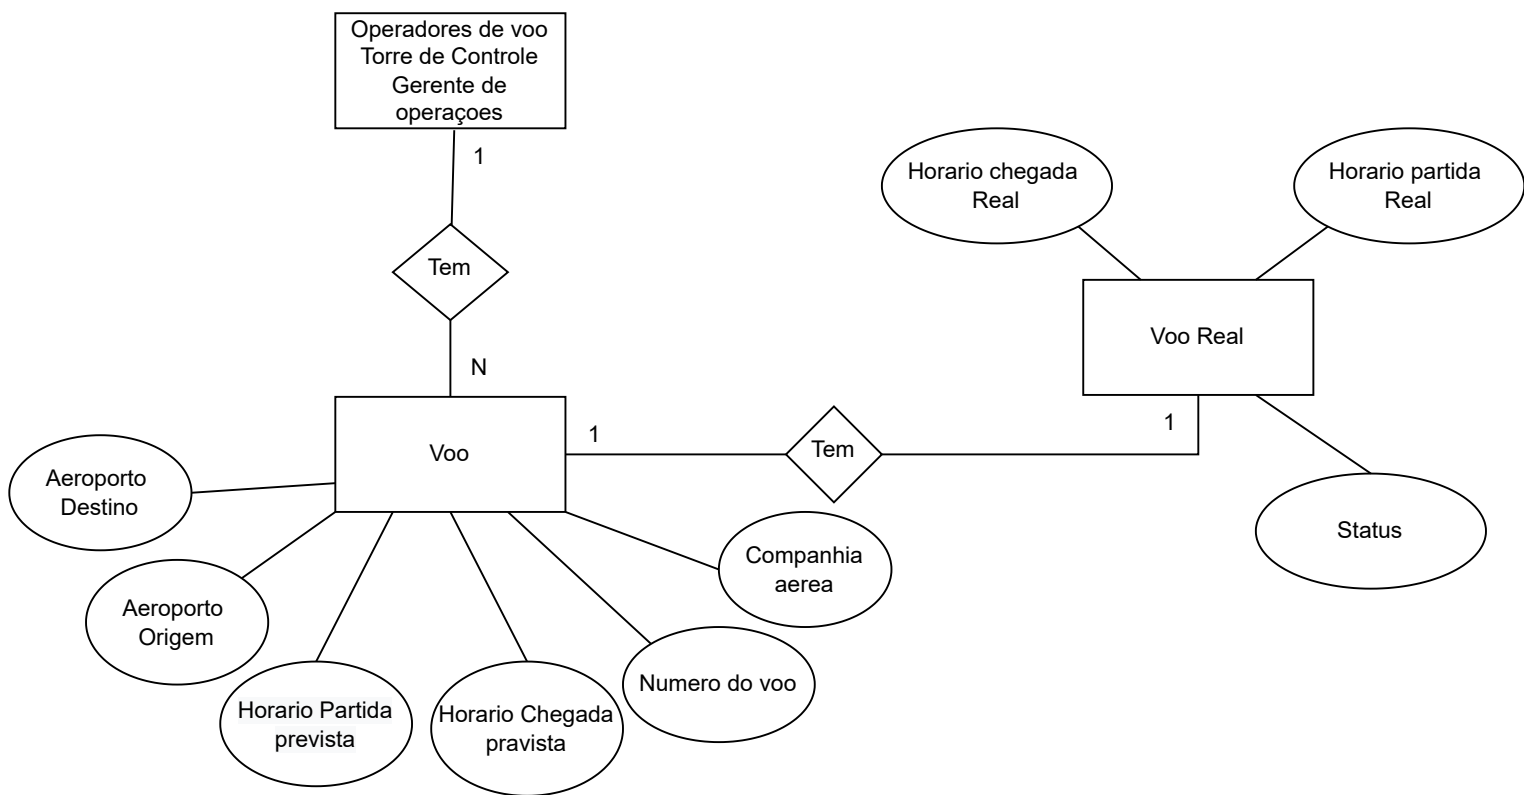 Operadores de voo
Torre de Controle
Gerente de
operaçoes
1
Horario chegada
Real
Horario partida
Real
Tem
Voo Real
N
1
1
Voo
Tem
Aeroporto
Destino
Status
Companhia
aerea
Aeroporto
Origem
Numero do voo
Horario Partida
prevista
Horario Chegada
pravista